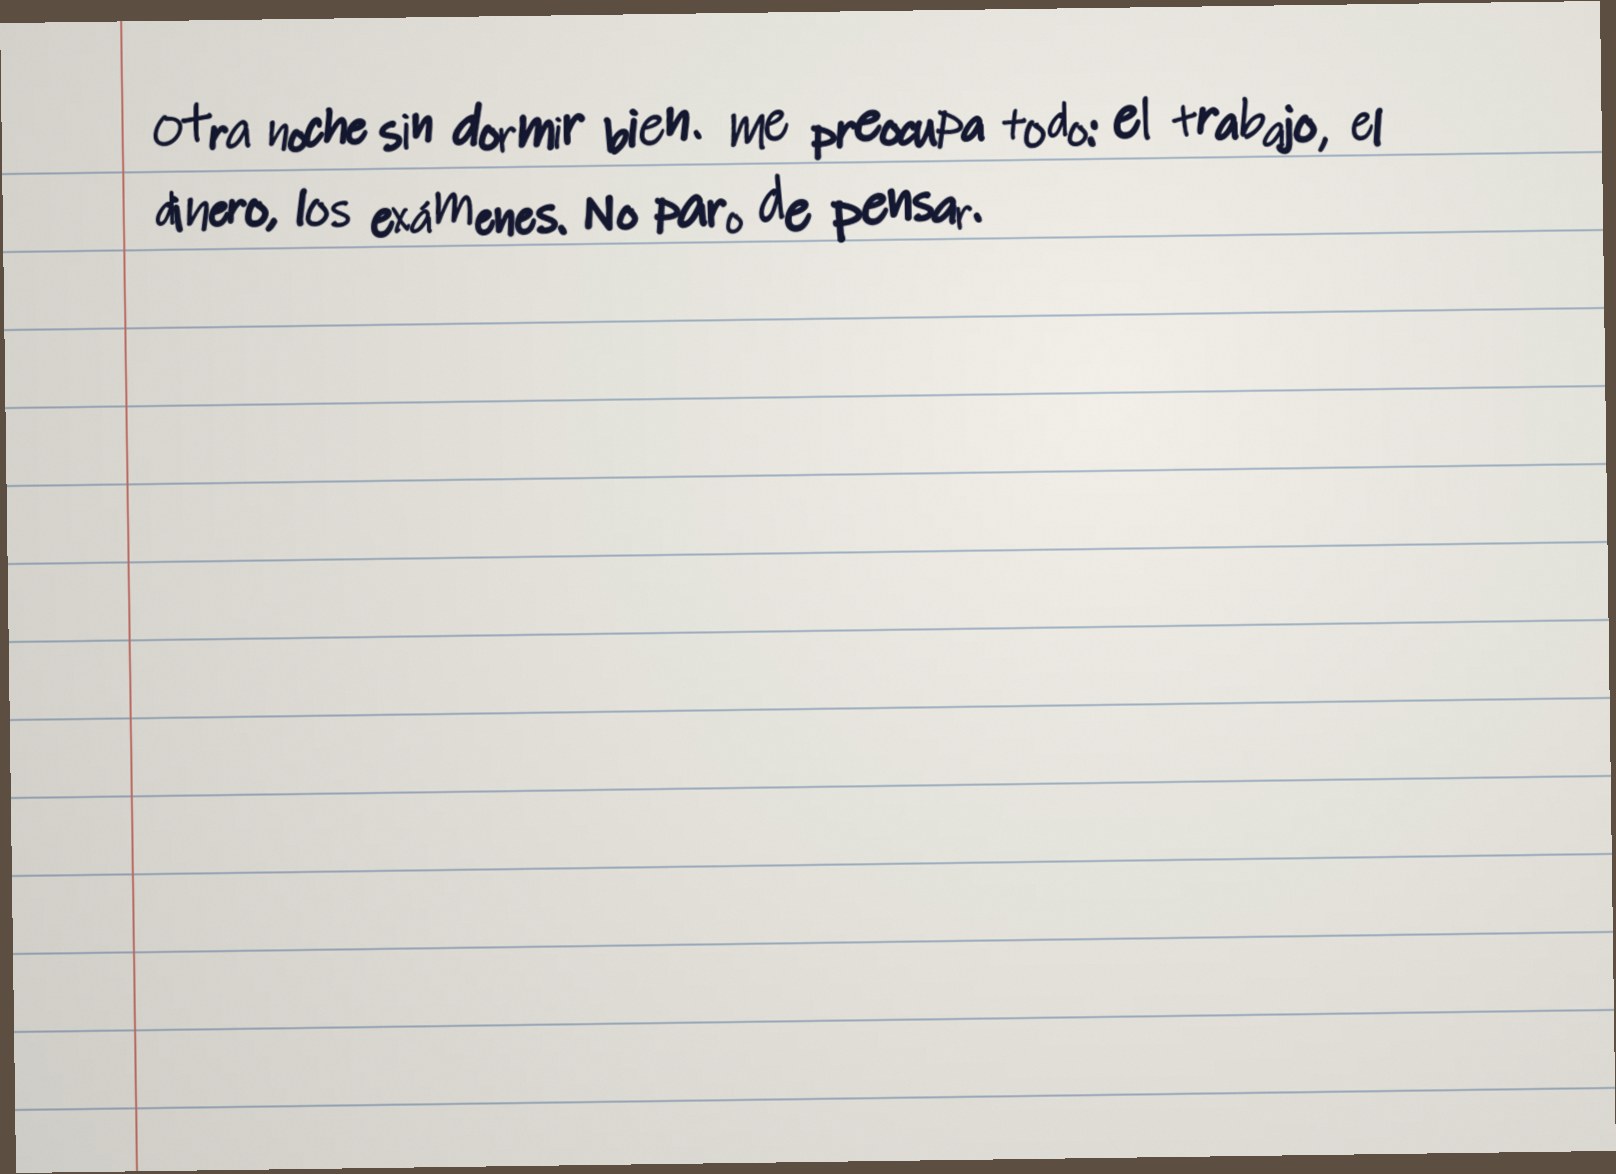 otra noche sin dormir bien. me preocupa todo: el trabajo, el
dinero, los exámenes. No paro de pensar.